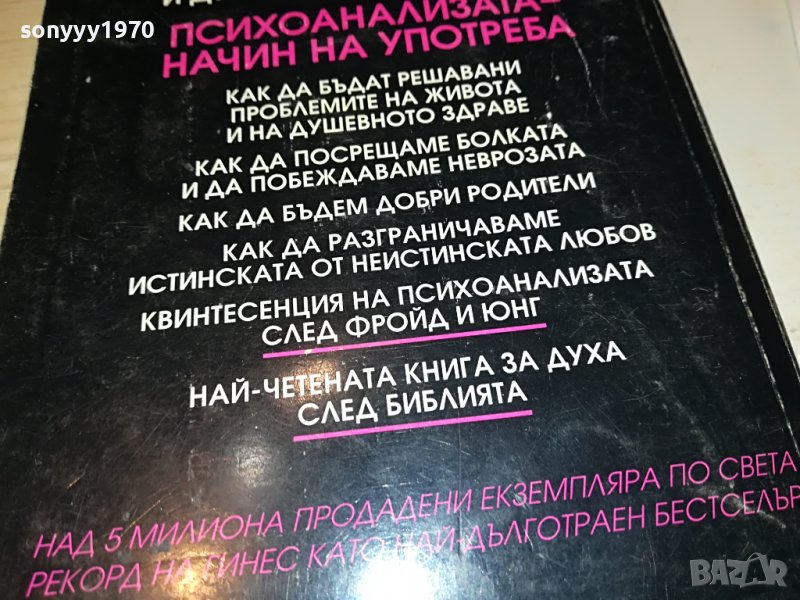 sonyyy1970
ПСИХОАНАЛИЗАТА-
НАЧИН НА УПОТРЕБА
КАК ДА БЪДАТ РЕШАВАНИ
ПРОБЛЕМИТЕ НА ЖИВОТА
И НА ДУШЕВНОТО ЗДРАВЕ
КАК ДА ПОСРЕЩАМЕ БОЛКАТА
И ДА ПОБЕЖДАВАМЕ НЕВРОЗАТА
КАК ДА БЪДЕМ ДОБРИ РОДИТЕЛИ
КАК ДА РАЗГРАНИЧАВАМЕ
ИСТИНСКАТА ОТ НЕИСТИНСКАТА ЛЮБОВ
КВИНТЕСЕНЦИЯ НА ПСИХОАНАЛИЗАТА
СЛЕД ФРОЙД И ЮНГ
НАЙ-ЧЕТЕНАТА КНИГА ЗА ДУХА
СЛЕД БИБЛИЯТА
НАД 5 МИЛИОНА ПРОДАДЕНИ ЕКЗЕМПЛЯРА ПО СВЕТА
РЕКОРД НА ГИНЕС КАТО НАЙ-ДЪЛГОТРАЕН БЕСТСЕЛЪР
BAZAR